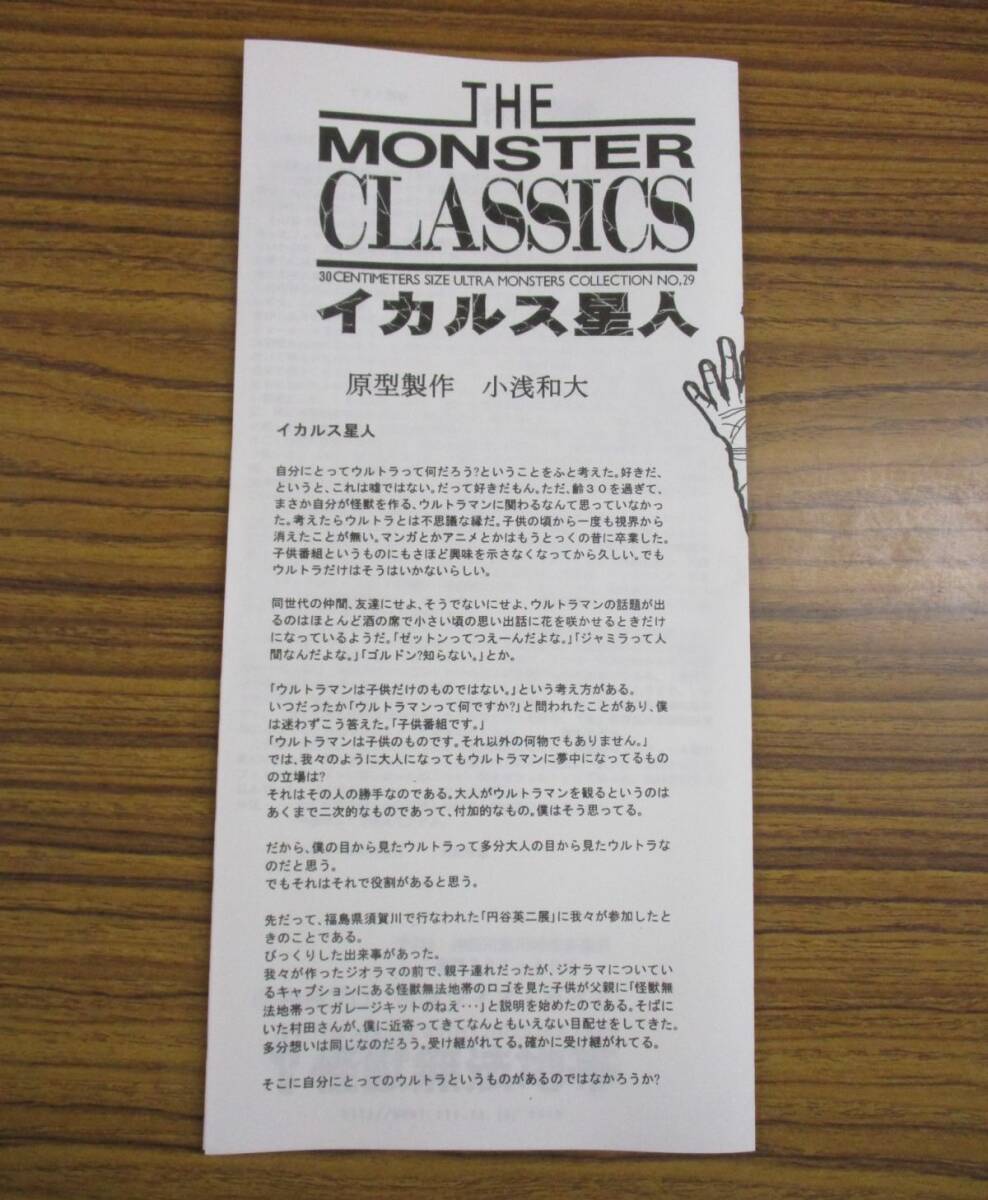 THE
MONSTER
CLASSICS
30 CENTIMETERS SIZE ULTRA MONSTERS COLLECTION NO.29
イカルス星人
原型製作　小浅和大
イカルス星人
自分にとってウルトラって何だろう?ということをふと考えた。好きだ、
というと、これは嘘ではない。だって好きだもん。ただ、齢30を過ぎて、
まさか自分が怪獣を作る、ウルトラマンに関わるなんて思っていなかっ
た。考えたらウルトラとは不思議な縁だ。子供の頃から一度も視界から
消えたことが無い。マンガとかアニメとかはもうとっくの昔に卒業した。
子供番組というものにもさほど興味を示さなくなってから久しい。でも
ウルトラだけはそうはいかないらしい。
同世代の仲間、友達にせよ、そうでないにせよ、ウルトラマンの話題が出
るのはほとんど酒の席で小さい頃の思い出話に花を咲かせるときだけ
になっているようだ。「ゼットンってつえーんだよな。」「ジャミラって人
間なんだよな。」「ゴルドン?知らない。」とか。
「ウルトラマンは子供だけのものではない。」という考え方がある。
いつだったか「ウルトラマンって何ですか?」と問われたことがあり、僕
は迷わずこう答えた。「子供番組です。」
「ウルトラマンは子供のものです。それ以外の何物でもありません。」
では、我々のように大人になってもウルトラマンに夢中になってるもの
の立場は?
それはその人の勝手なのである。大人がウルトラマンを観るというのは
あくまで二次的なものであって、付加的なもの。僕はそう思ってる。
だから、僕の目から見たウルトラって多分大人の目から見たウルトラな
のだと思う。
でもそれはそれで役割があると思う。
先だって、福島県須賀川で行なわれた「円谷英二展」に我々が参加したと
きのことである。
びっくりした出来事があった。
我々が作ったジオラマの前で、親子連れだったが、ジオラマについてい
るキャプションにある怪獣無法地帯のロゴを見た子供が父親に「怪獣無
法地帯ってガレージキットのねえ・・・」と説明を始めたのである。そばに
いた村田さんが、僕に近寄ってきてなんともいえない目配せをしてきた。
多分想いは同じなのだろう。受け継がれてる。確かに受け継がれてる。
そこに自分にとってのウルトラというものがあるのではなかろうか?